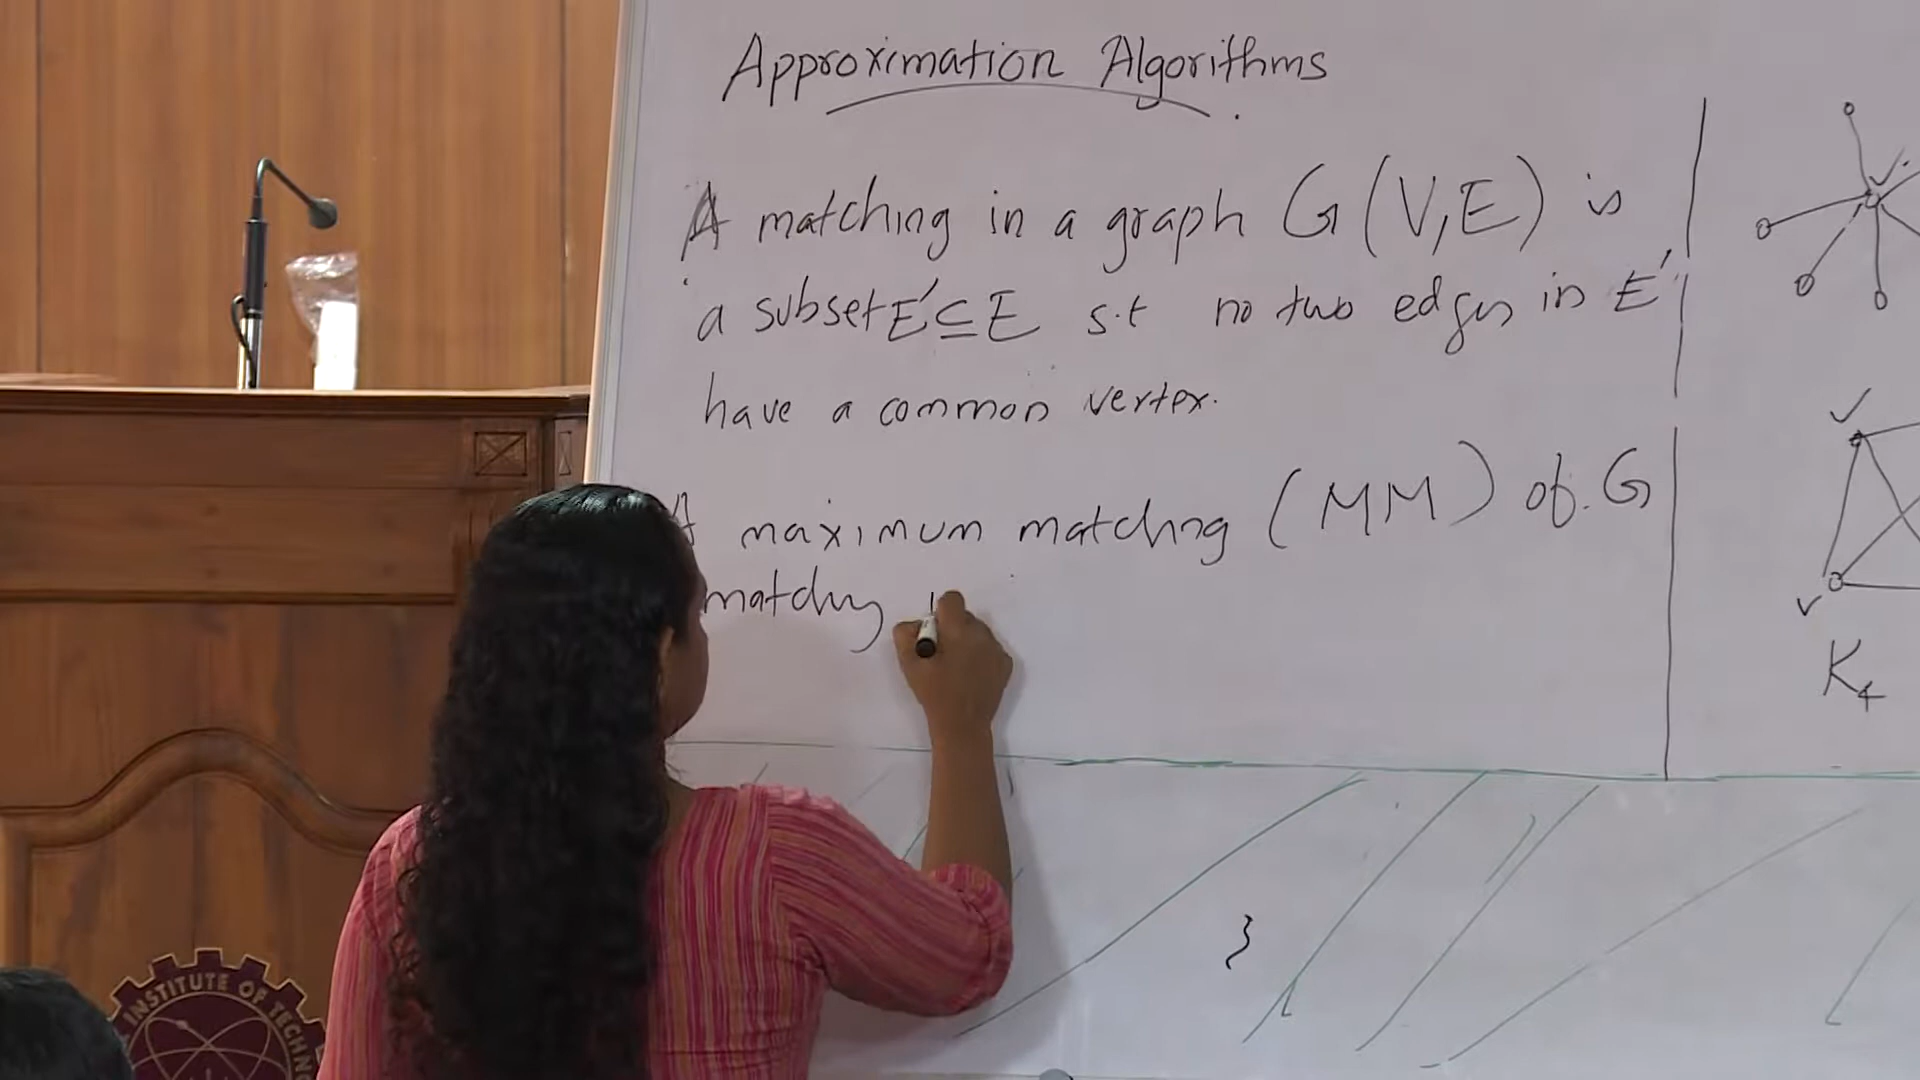 Approximation Algorithms
A matching in a graph G(V,E) is
a subset E' ⊆ E s.t no two edges in E'
have a common vertex.
A maximum matching (MM) of G
matching
K4
INSTITUTE OF TECHNO